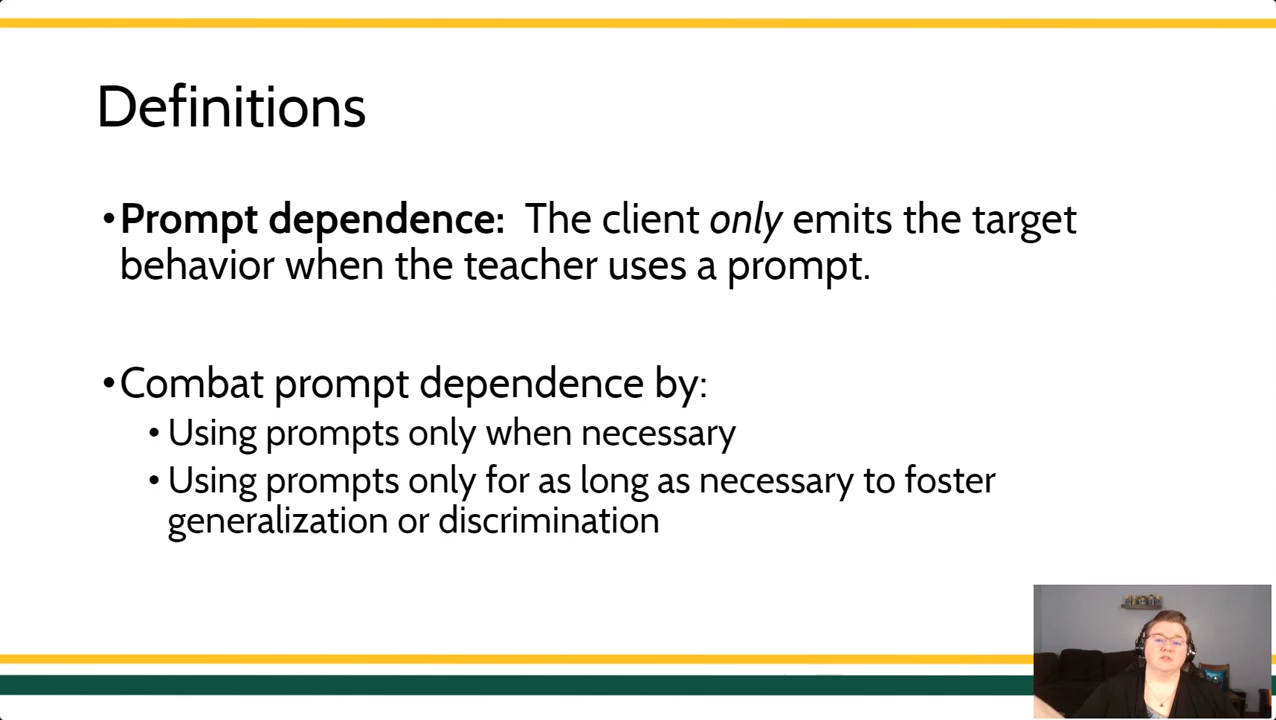 Definitions
•Prompt dependence: The client only emits the target
behavior when the teacher uses a prompt.
•Combat prompt dependence by:
• Using prompts only when necessary
• Using prompts only for as long as necessary to foster
generalization or discrimination